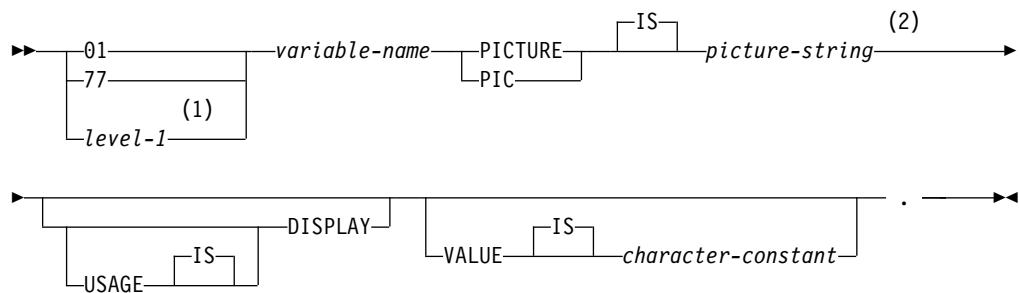 IS
(2)
01 variable-name PICTURE picture-string
77 PIC
(1)
level-1
DISPLAY .
IS IS
USAGE VALUE character-constant